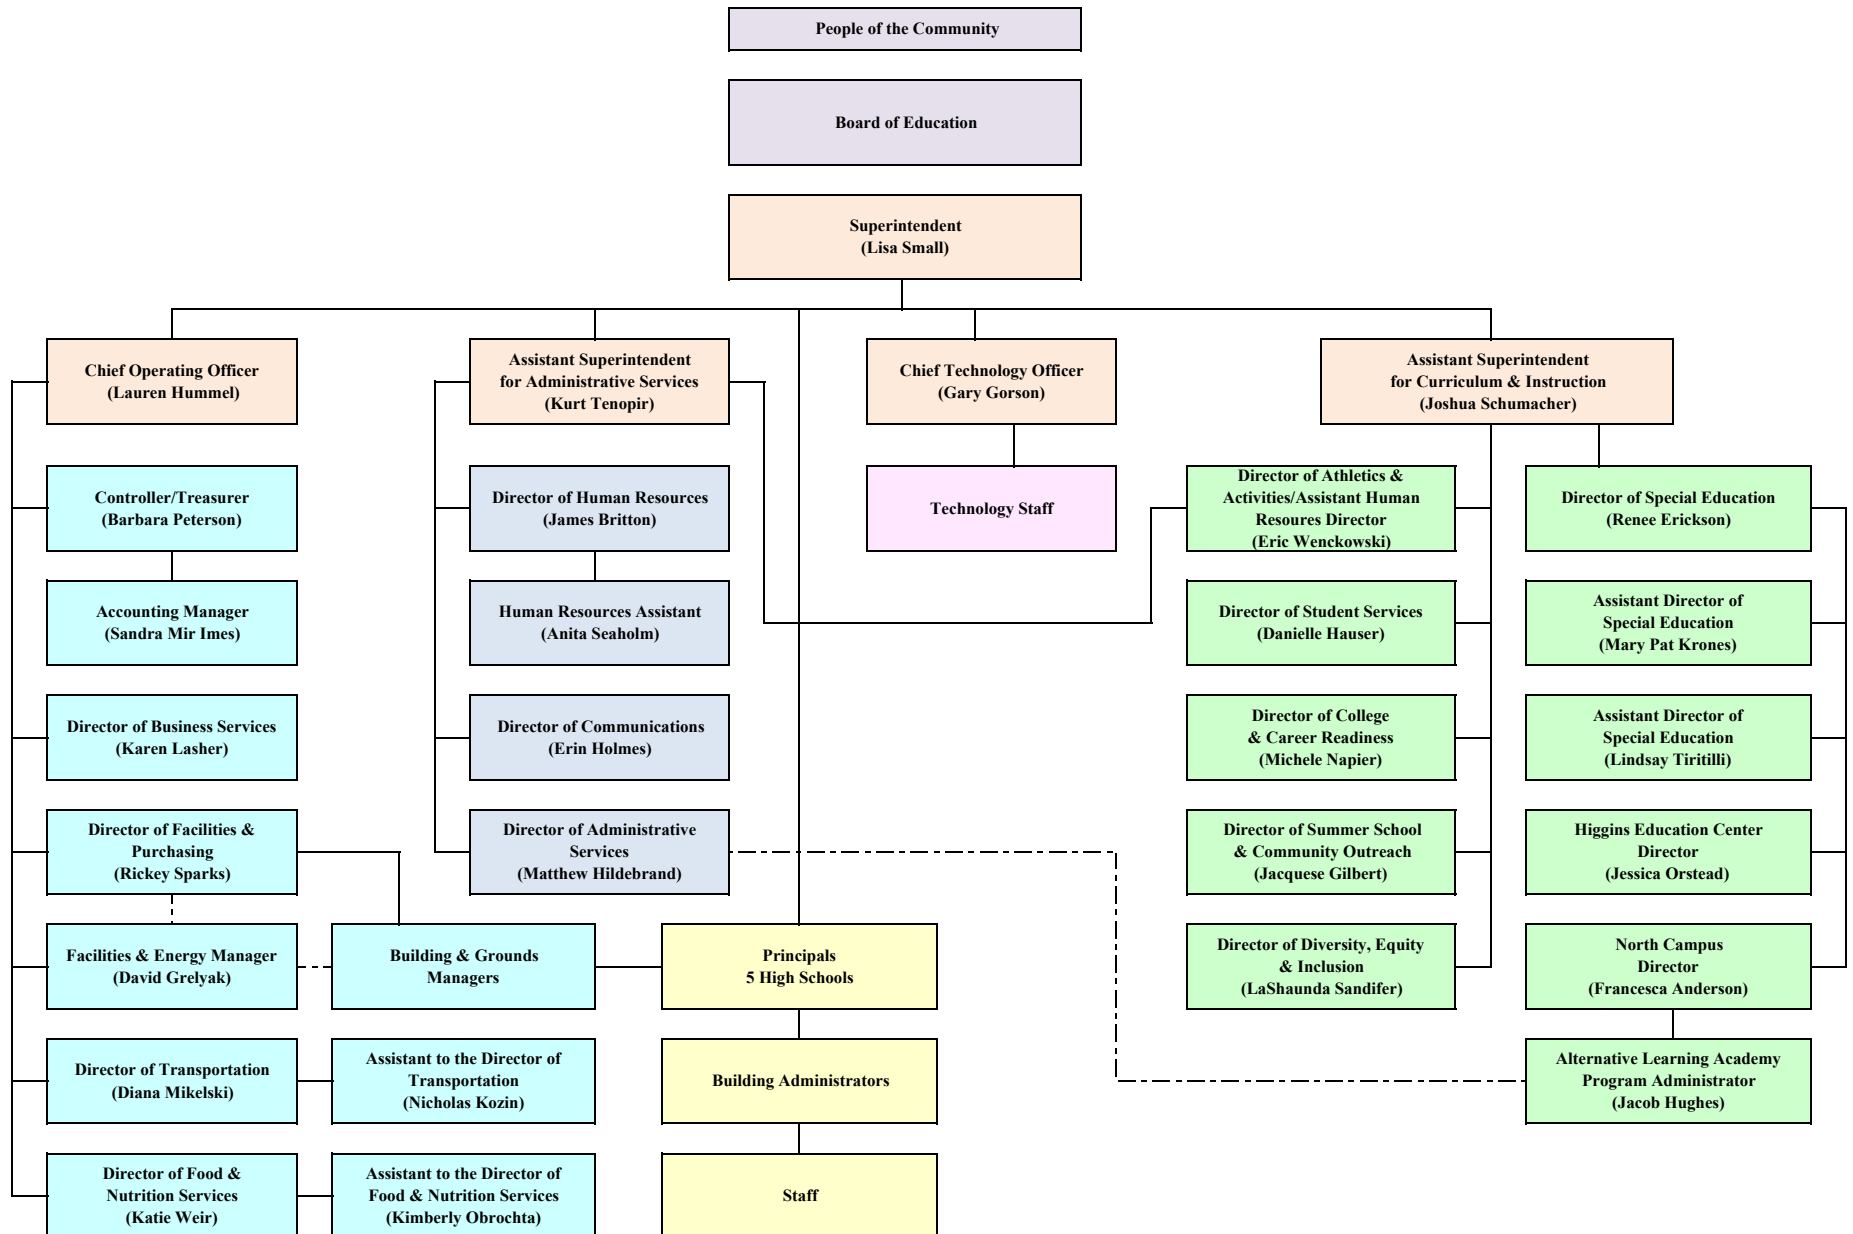 People of the Community
Board of Education
Superintendent
(Lisa Small)
Chief Operating Officer
(Lauren Hummel)
Assistant Superintendent
for Administrative Services
(Kurt Tenopir)
Chief Technology Officer
(Gary Gorson)
Assistant Superintendent
for Curriculum & Instruction
(Joshua Schumacher)
Controller/Treasurer
(Barbara Peterson)
Director of Human Resources
(James Britton)
Technology Staff
Director of Athletics &
Activities/Assistant Human
Resoures Director
(Eric Wenckowski)
Director of Special Education
(Renee Erickson)
Accounting Manager
(Sandra Mir Imes)
Human Resources Assistant
(Anita Seaholm)
Director of Student Services
(Danielle Hauser)
Assistant Director of
Special Education
(Mary Pat Krones)
Director of Business Services
(Karen Lasher)
Director of Communications
(Erin Holmes)
Director of College
& Career Readiness
(Michele Napier)
Assistant Director of
Special Education
(Lindsay Tiritilli)
Director of Facilities &
Purchasing
(Rickey Sparks)
Director of Administrative
Services
(Matthew Hildebrand)
Director of Summer School
& Community Outreach
(Jacquese Gilbert)
Higgins Education Center
Director
(Jessica Orstead)
Facilities & Energy Manager
(David Grelyak)
Building & Grounds
Managers
Principals
5 High Schools
Director of Diversity, Equity
& Inclusion
(LaShaunda Sandifer)
North Campus
Director
(Francesca Anderson)
Director of Transportation
(Diana Mikelski)
Assistant to the Director of
Transportation
(Nicholas Kozin)
Building Administrators
Alternative Learning Academy
Program Administrator
(Jacob Hughes)
Director of Food &
Nutrition Services
(Katie Weir)
Assistant to the Director of
Food & Nutrition Services
(Kimberly Obrochta)
Staff